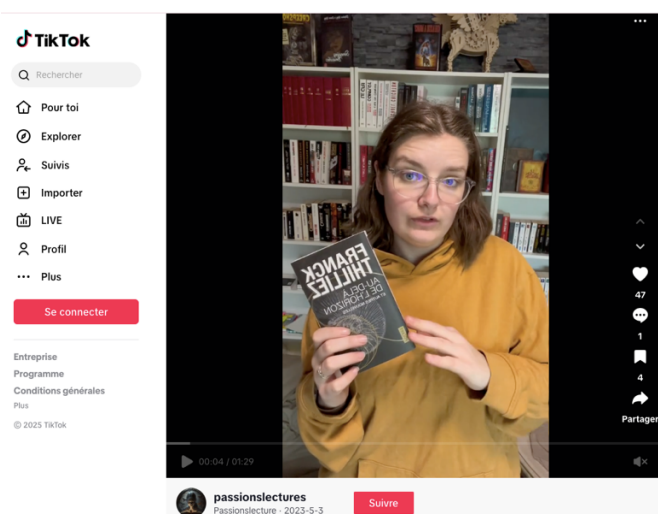 TikTok
Rechercher
Pour toi
Explorer
Suivis
Importer
LIVE
Profil
Plus
Se connecter
Entreprise
Programme
Conditions générales
Plus
© 2025 TikTok
FRANCK
THILLIEZ
AU-DELÀ
DE L'HORIZON
47
1
4
Partager
00:04 / 01:29
passionslectures
Passionslecture · 2023-5-3
Suivre